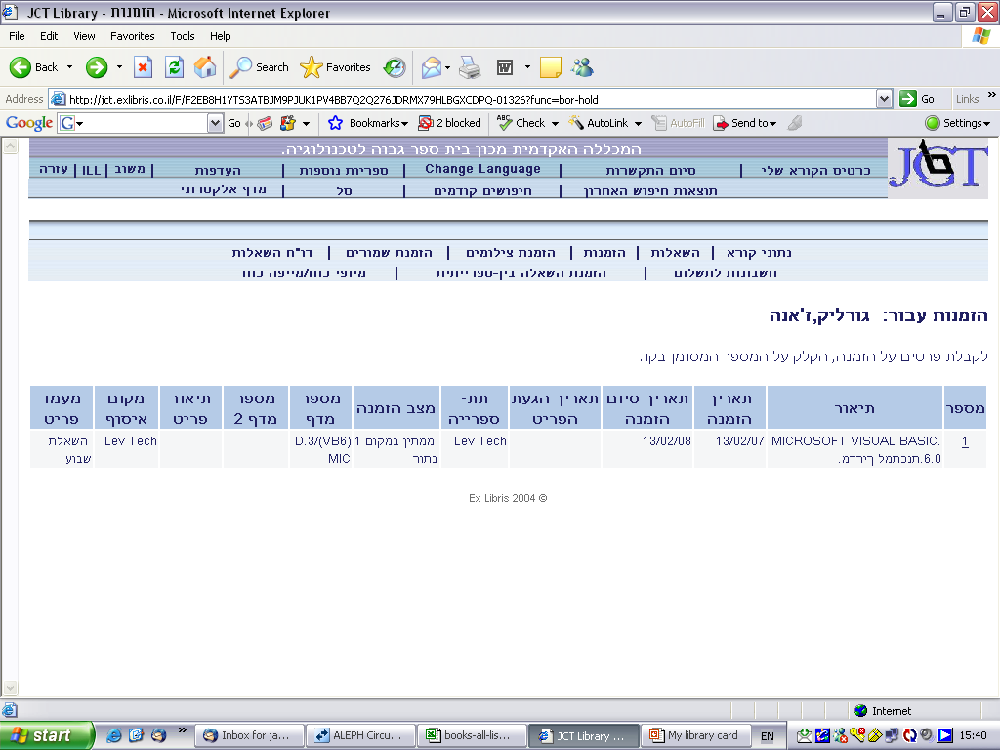 JCT Library - הזמנות - Microsoft Internet Explorer
File Edit View Favorites Tools Help
Back Search Favorites
Address http://jct.exlibris.co.il/F/F2EB8H1YTS3ATBJM9PJUK1PV4BB7Q2Q276JDRMX79HLBGXCDPQ-01326?func=bor-hold Go Links »
Google G Go Bookmarks 2 blocked ABC Check AutoLink AutoFill Send to Settings
המכללה האקדמית מכון בית ספר גבוה לטכנולוגיה.
JCT
כרטיס הקורא שלי | סיום התקשרות | Change Language | ספריות נוספות | העדפות | משוב | ILL | עזרה
תוצאות חיפוש האחרון | חיפושים קודמים | סל | מדף אלקטרוני
נתוני קורא | השאלות | הזמנות | הזמנת צילומים | הזמנת שמורים | דו"ח השאלות
חשבונות לתשלום | הזמנת השאלה בין-ספרייתית | מיופי כוח/מייפה כוח
הזמנות עבור: גורליק,ז'אנה
לקבלת פרטים על הזמנה, הקלק על המספר המסומן בקו.
מספר תיאור תאריך הזמנה תאריך סיום הזמנה תאריך הגעת הפריט תת-ספרייה מצב הזמנה מספר מדף מספר מדף 2 תיאור פריט מקום איסוף מעמד פריט
1 MICROSOFT VISUAL BASIC. 13/02/07 13/02/08 Lev Tech ממתין במקום 1 D.3/(VB6) Lev Tech השאלת
6.0.תנכתמל ךירדמ. בתור MIC שבוע
Ex Libris 2004 ©
Internet
start » Inbox for ja... ALEPH Circu... books-all-lis... JCT Library ... My library card EN 15:40